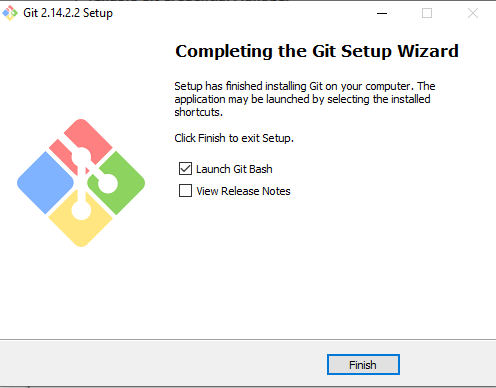 Git 2.14.2.2 Setup
Completing the Git Setup Wizard
Setup has finished installing Git on your computer. The
application may be launched by selecting the installed
shortcuts.
Click Finish to exit Setup.
Launch Git Bash
View Release Notes
Finish